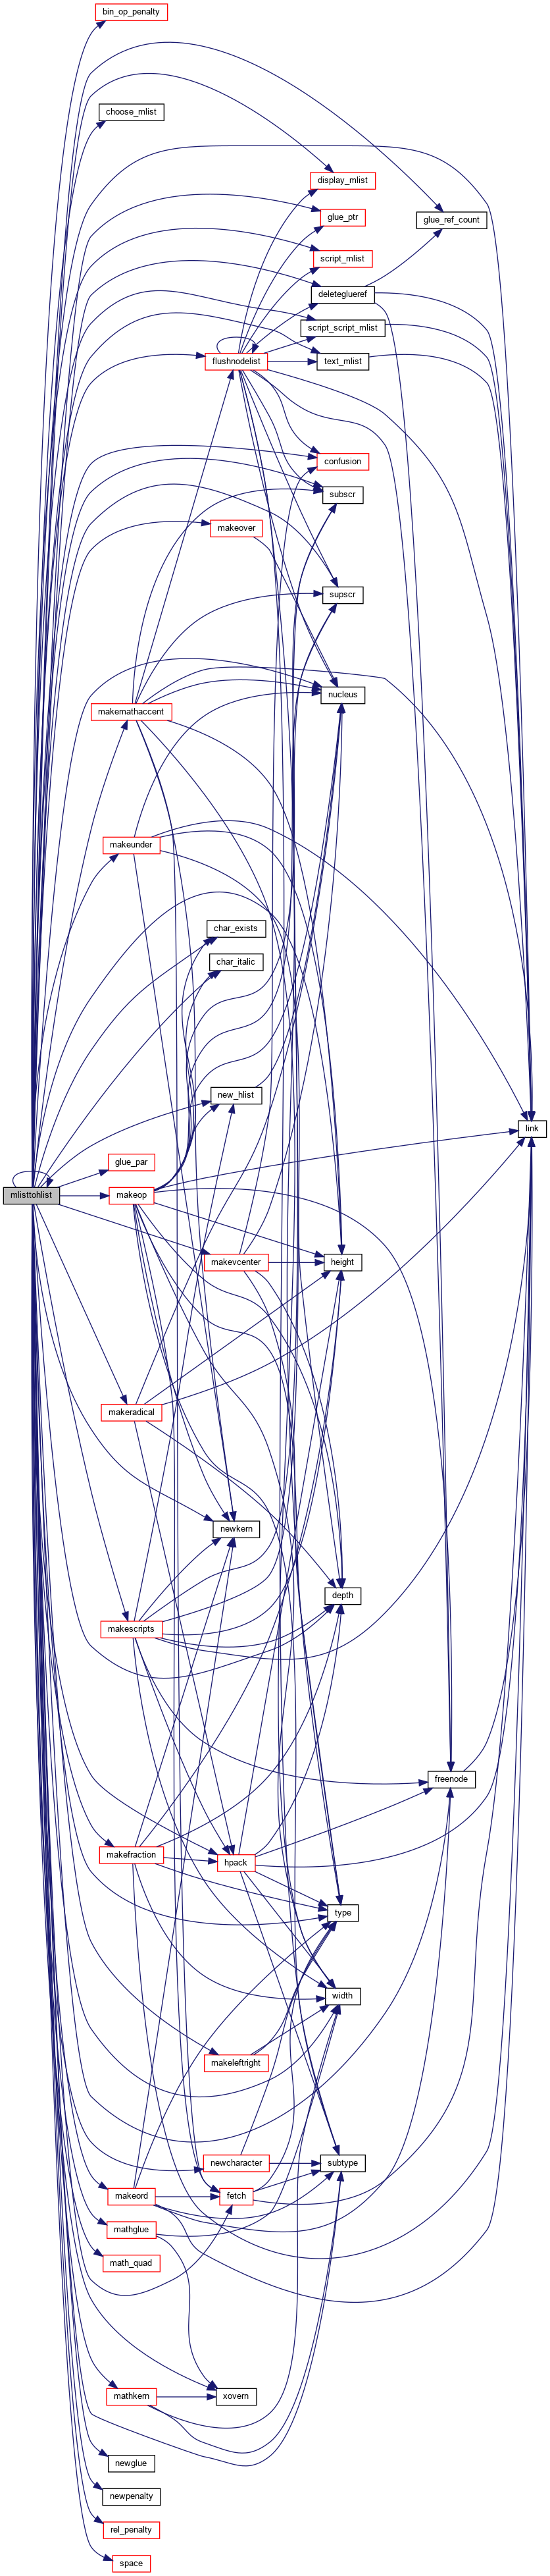 bin_op_penalty
choose_mlist
display_mlist
glue_ptr
glue_ref_count
script_mlist
deleteglueref
script_script_mlist
flushnodelist
text_mlist
confusion
subscr
makeover
supscr
nucleus
makemathaccent
makeunder
char_exists
char_italic
new_hlist
link
glue_par
mlisttohlist
makeop
makevcenter
height
makeradical
newkern
depth
makescripts
freenode
makefraction
hpack
type
width
makeleftright
newcharacter
subtype
makeord
fetch
mathglue
math_quad
mathkern
xovern
newglue
newpenalty
rel_penalty
space